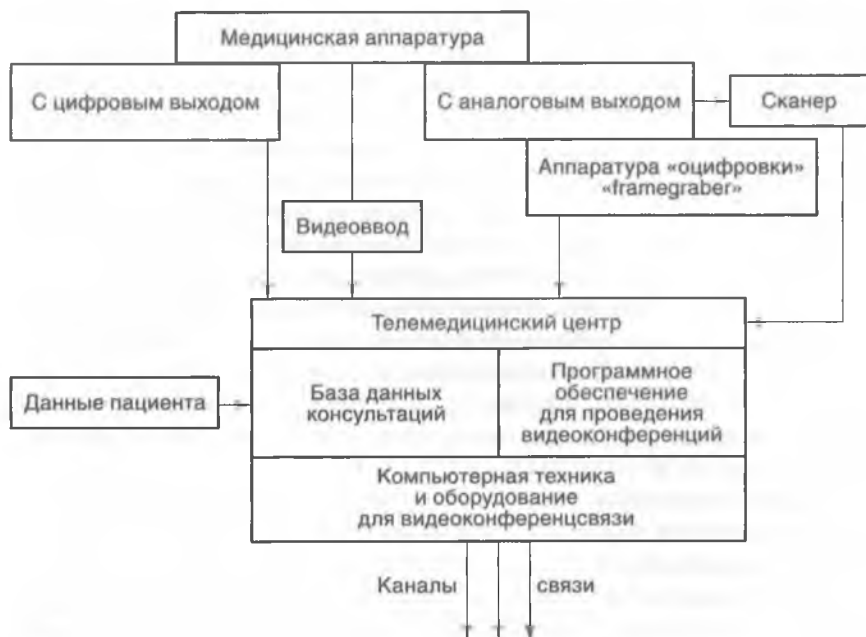 Медицинская аппаратура
С цифровым выходом
С аналоговым выходом
Сканер
Аппаратура «оцифровки»
«framegraber»
Видеоввод
Телемедицинский центр
Данные пациента
База данных
консультаций
Программное
обеспечение
для проведения
видеоконференций
Компьютерная техника
и оборудование
для видеоконференцсвязи
Каналы связи